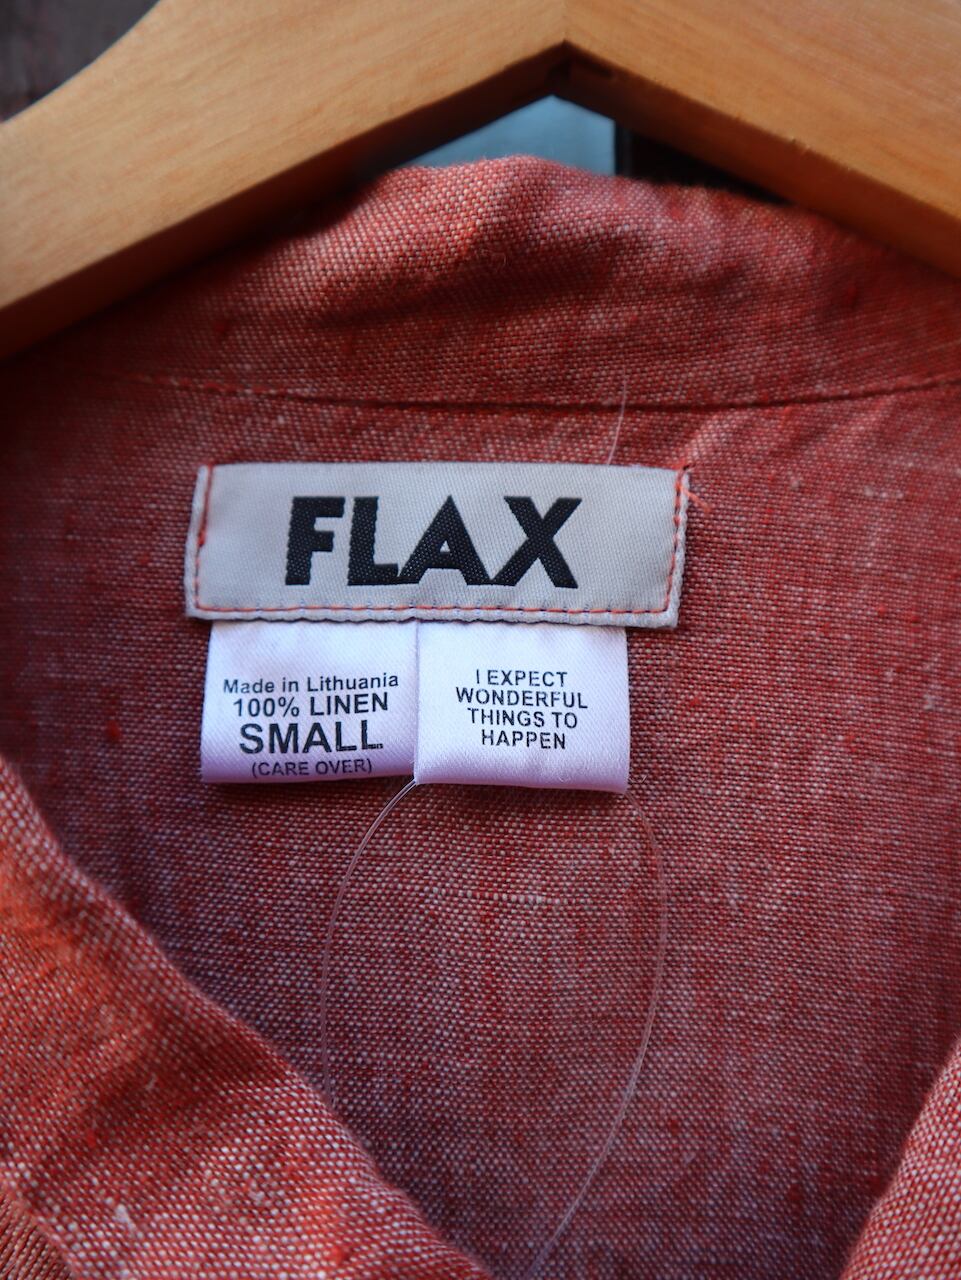 FLAX
Made in Lithuania
100% LINEN
SMALL
(CARE OVER)
I EXPECT
WONDERFUL
THINGS TO
HAPPEN